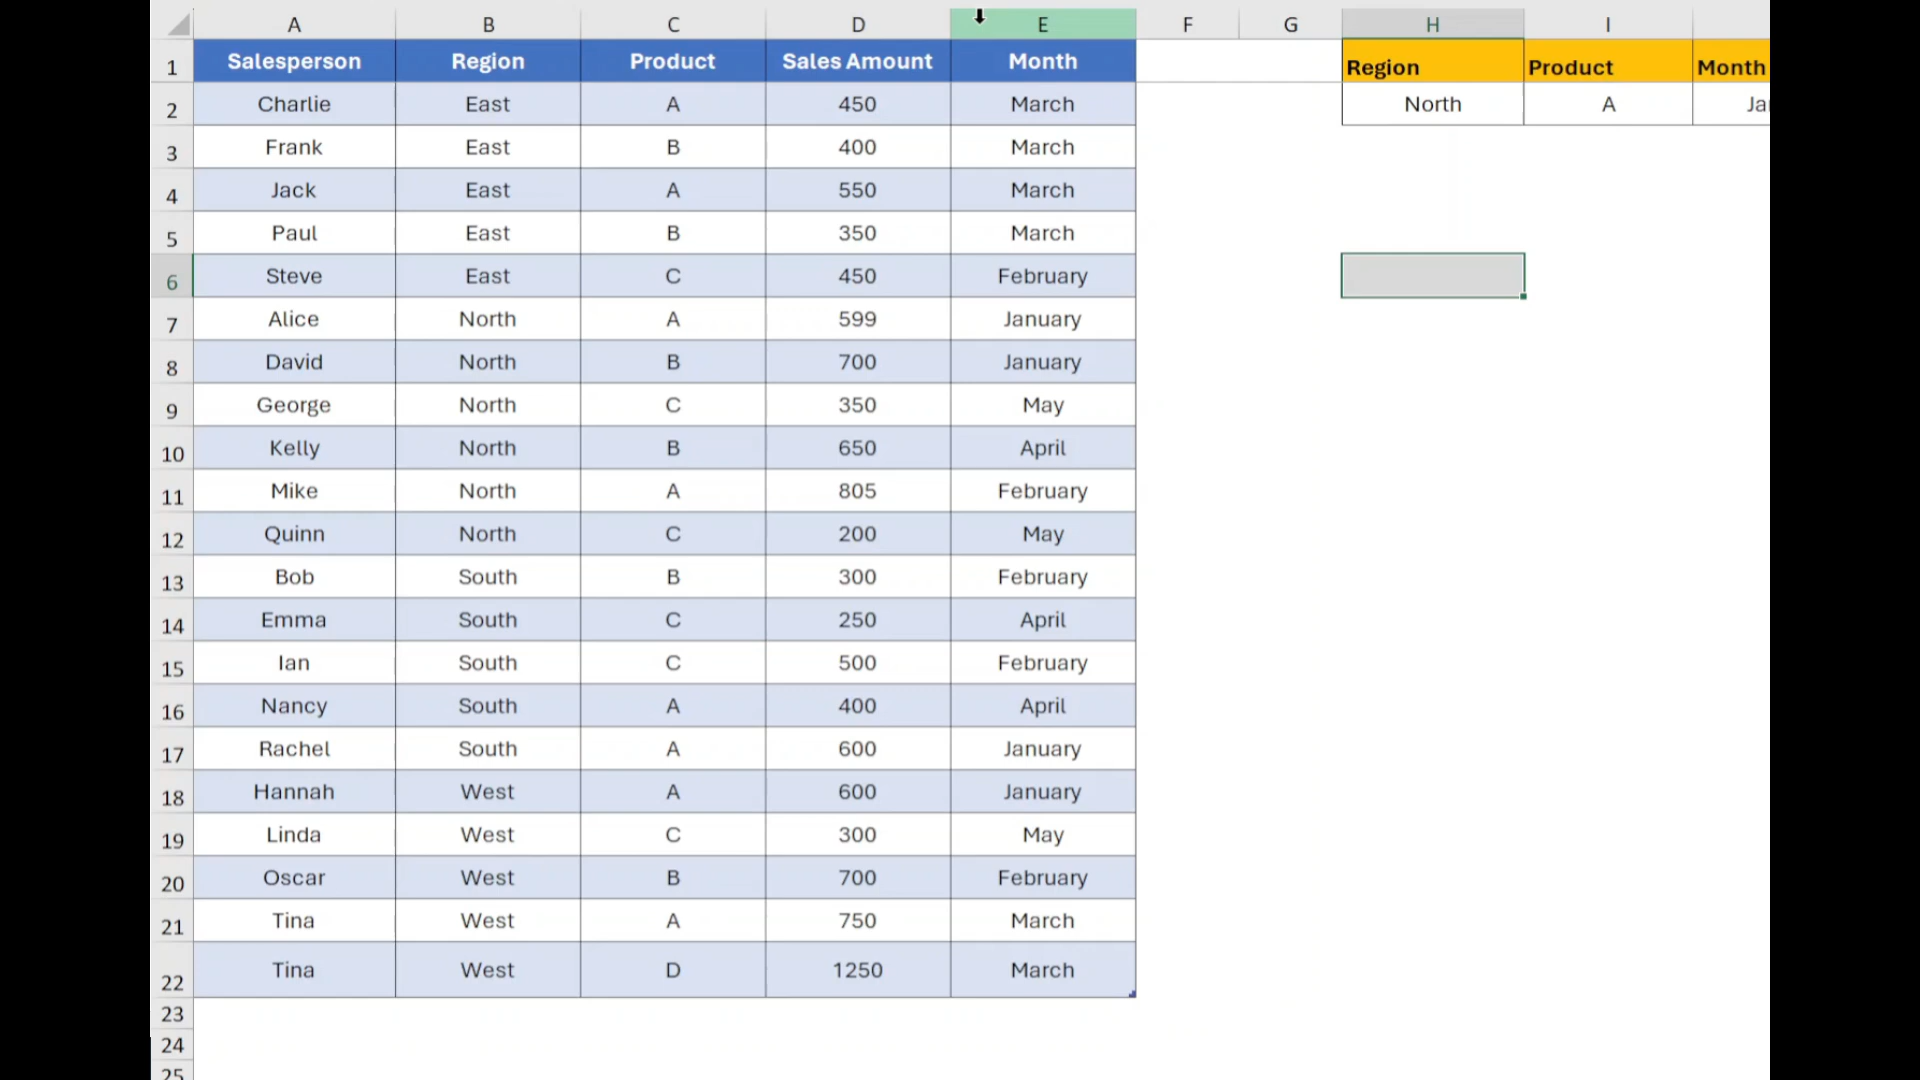 A B C D E F G H I
1 Salesperson Region Product Sales Amount Month Region Product Month
2 Charlie East A 450 March North A
3 Frank East B 400 March
4 Jack East A 550 March
5 Paul East B 350 March
6 Steve East C 450 February
7 Alice North A 599 January
8 David North B 700 January
9 George North C 350 May
10 Kelly North B 650 April
11 Mike North A 805 February
12 Quinn North C 200 May
13 Bob South B 300 February
14 Emma South C 250 April
15 Ian South C 500 February
16 Nancy South A 400 April
17 Rachel South A 600 January
18 Hannah West A 600 January
19 Linda West C 300 May
20 Oscar West B 700 February
21 Tina West A 750 March
22 Tina West D 1250 March
23
24
25